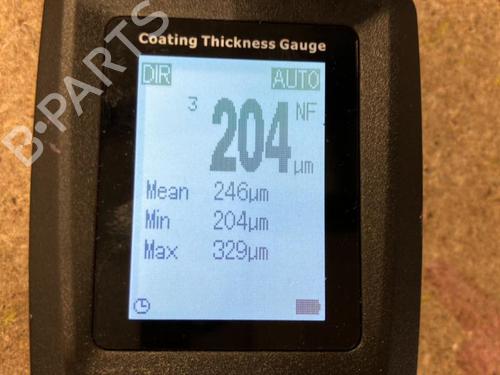 Coating Thickness Gauge
DIR AUTO
3 204 NF µm
Mean 246µm
Min 204µm
Max 329µm
B-PARTS